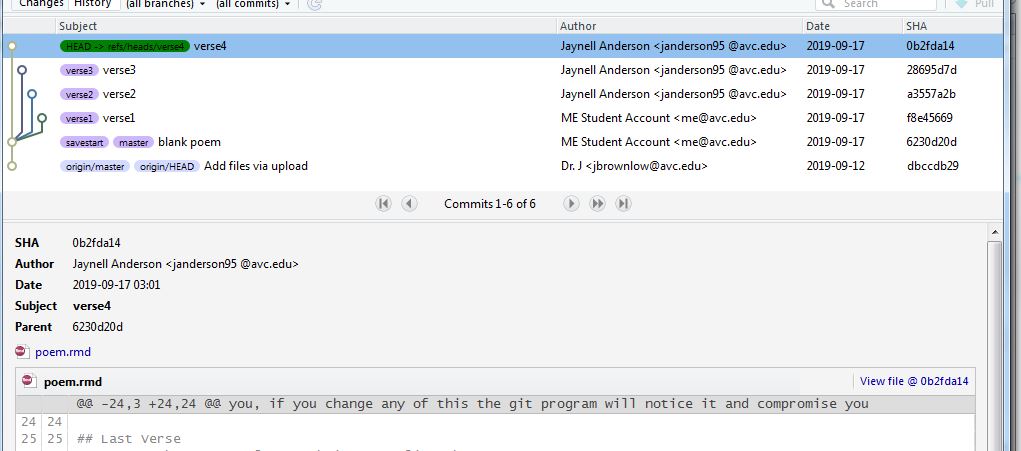 Changes History (all branches) (all commits) Search Pull
Subject Author Date SHA
HEAD -> refs/heads/verse4 verse4 Jaynell Anderson <janderson95 @avc.edu> 2019-09-17 0b2fda14
verse3 verse3 Jaynell Anderson <janderson95 @avc.edu> 2019-09-17 28695d7d
verse2 verse2 Jaynell Anderson <janderson95 @avc.edu> 2019-09-17 a3557a2b
verse1 verse1 ME Student Account <me@avc.edu> 2019-09-17 f8e45669
savestart master blank poem ME Student Account <me@avc.edu> 2019-09-17 6230d20d
origin/master origin/HEAD Add files via upload Dr. J <jbrownlow@avc.edu> 2019-09-12 dbccdb29
Commits 1-6 of 6
SHA 0b2fda14
Author Jaynell Anderson <janderson95 @avc.edu>
Date 2019-09-17 03:01
Subject verse4
Parent 6230d20d
poem.rmd
poem.rmd View file @ 0b2fda14
@@ -24,3 +24,24 @@ you, if you change any of this the git program will notice it and compromise you
24 24
25 25 ## Last Verse